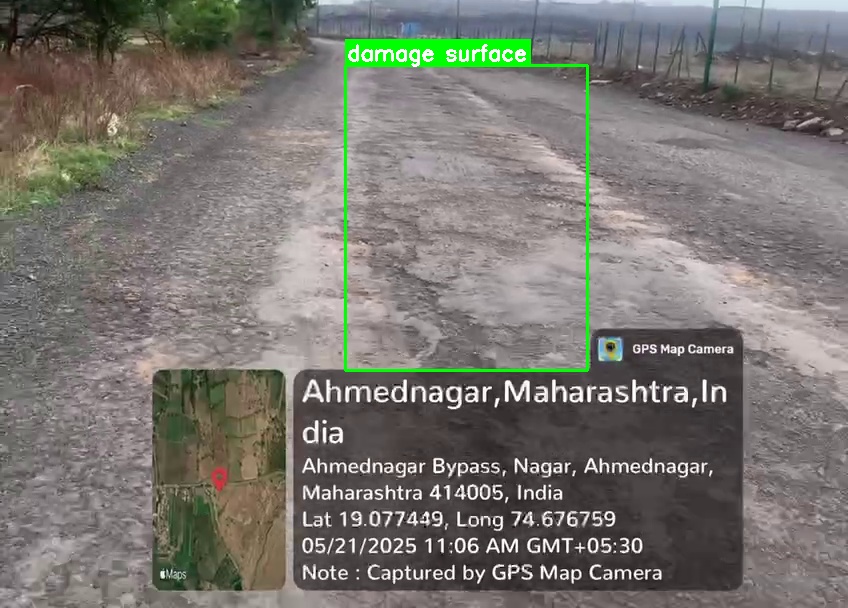 damage surface
GPS Map Camera
Ahmednagar,Maharashtra,In
dia
Ahmednagar Bypass, Nagar, Ahmednagar,
Maharashtra 414005, India
Lat 19.077449, Long 74.676759
05/21/2025 11:06 AM GMT+05:30
Note : Captured by GPS Map Camera
Maps